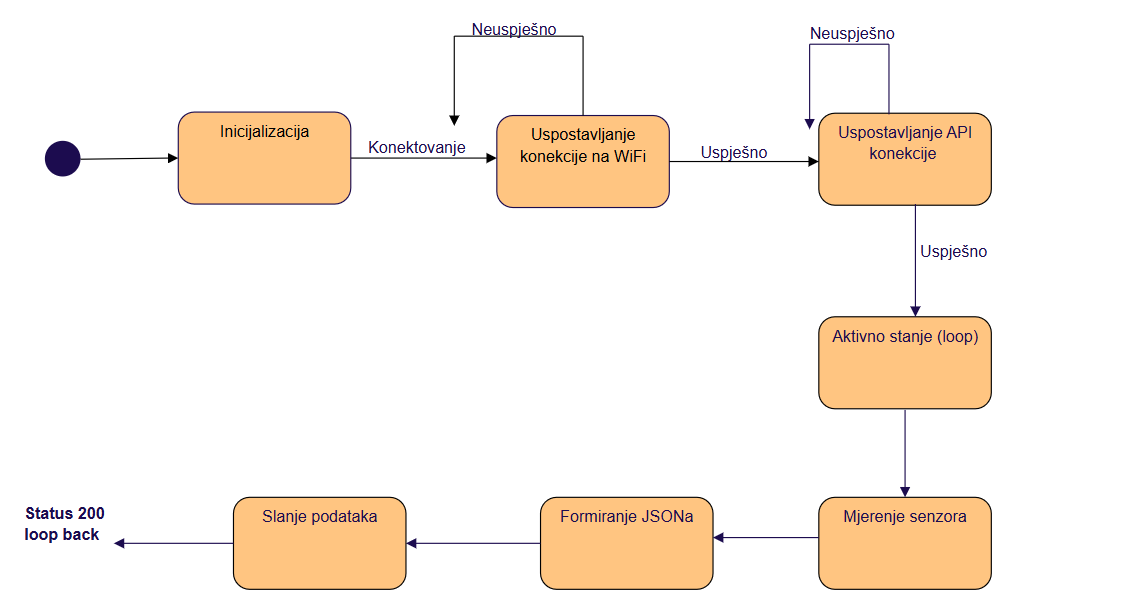 Neuspješno
Neuspješno
Inicijalizacija
Konektovanje
Uspostavljanje
konekcije na WiFi
Uspješno
Uspostavljanje API
konekcije
Uspješno
Aktivno stanje (loop)
Mjerenje senzora
Formiranje JSONa
Slanje podataka
Status 200
loop back